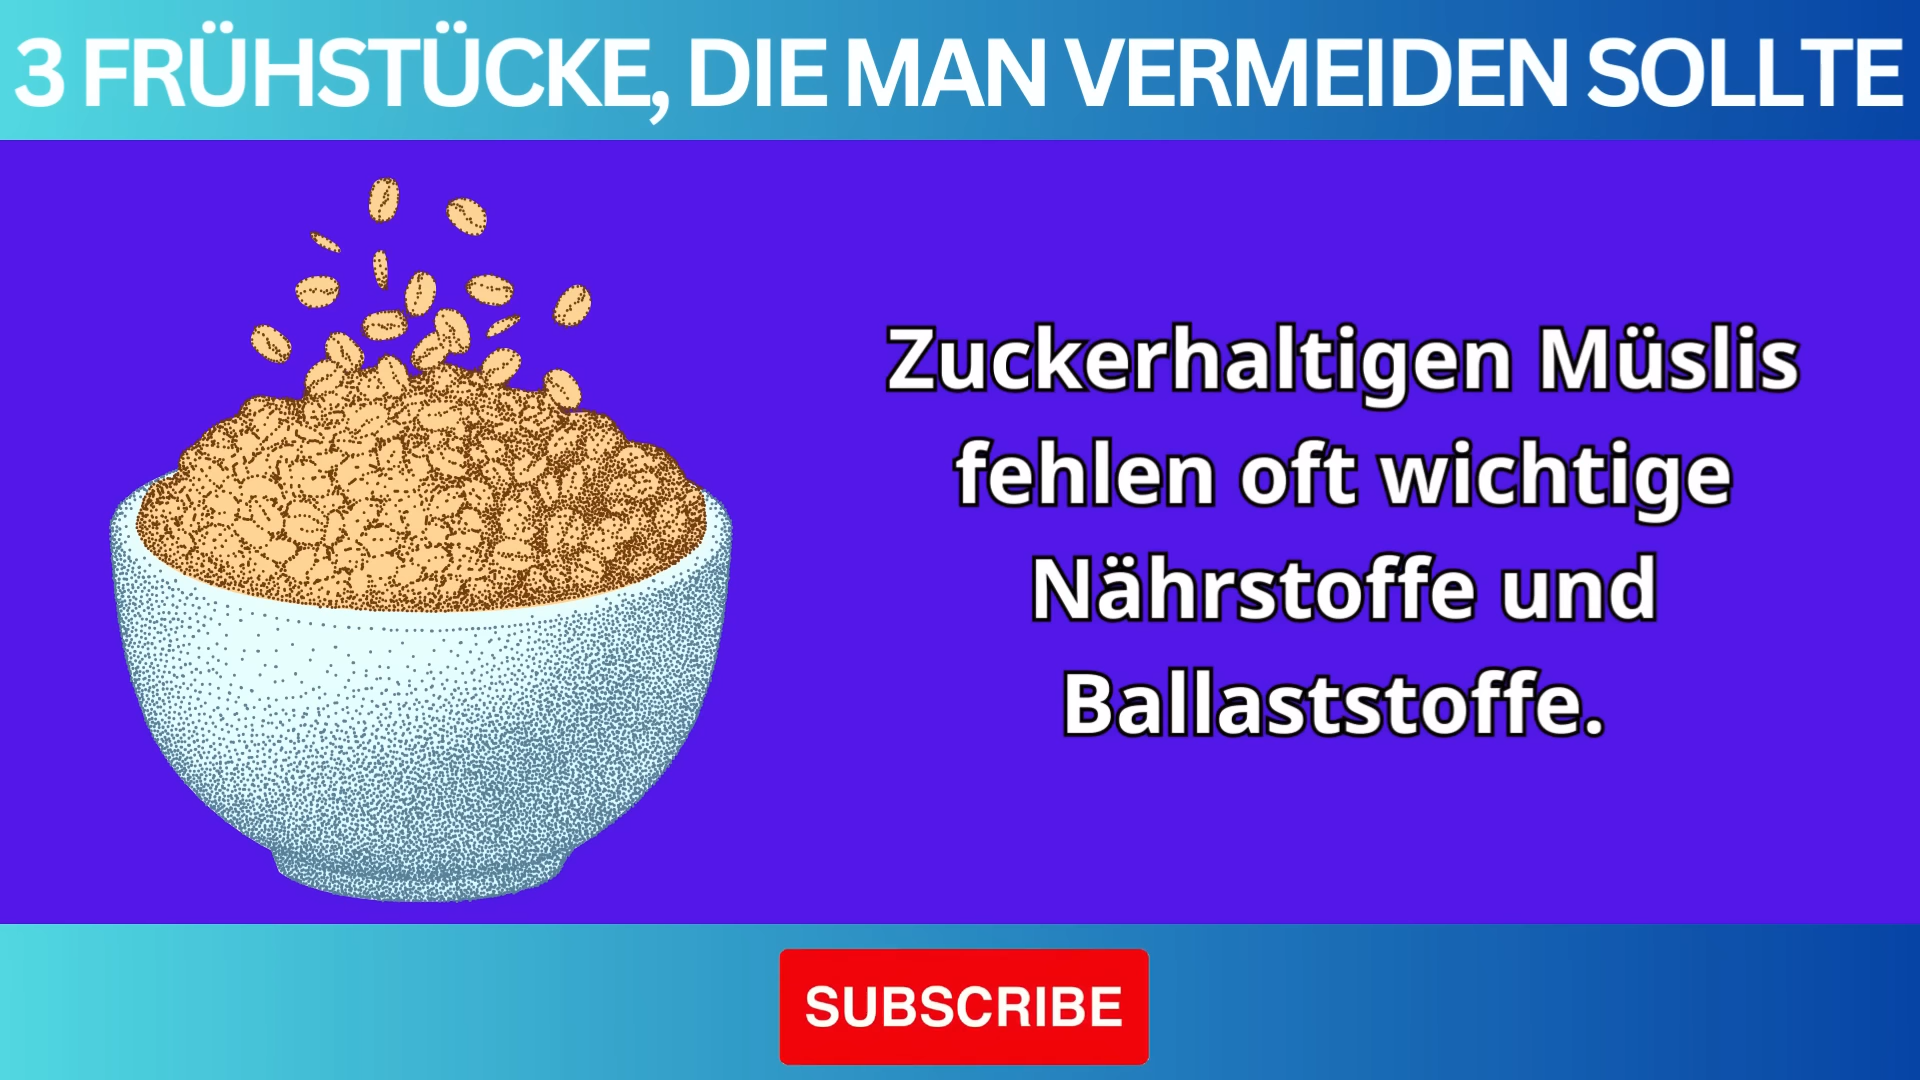 3 FRÜHSTÜCKE, DIE MAN VERMEIDEN SOLLTE
Zuckerhaltigen Müslis
fehlen oft wichtige
Nährstoffe und
Ballaststoffe.
SUBSCRIBE